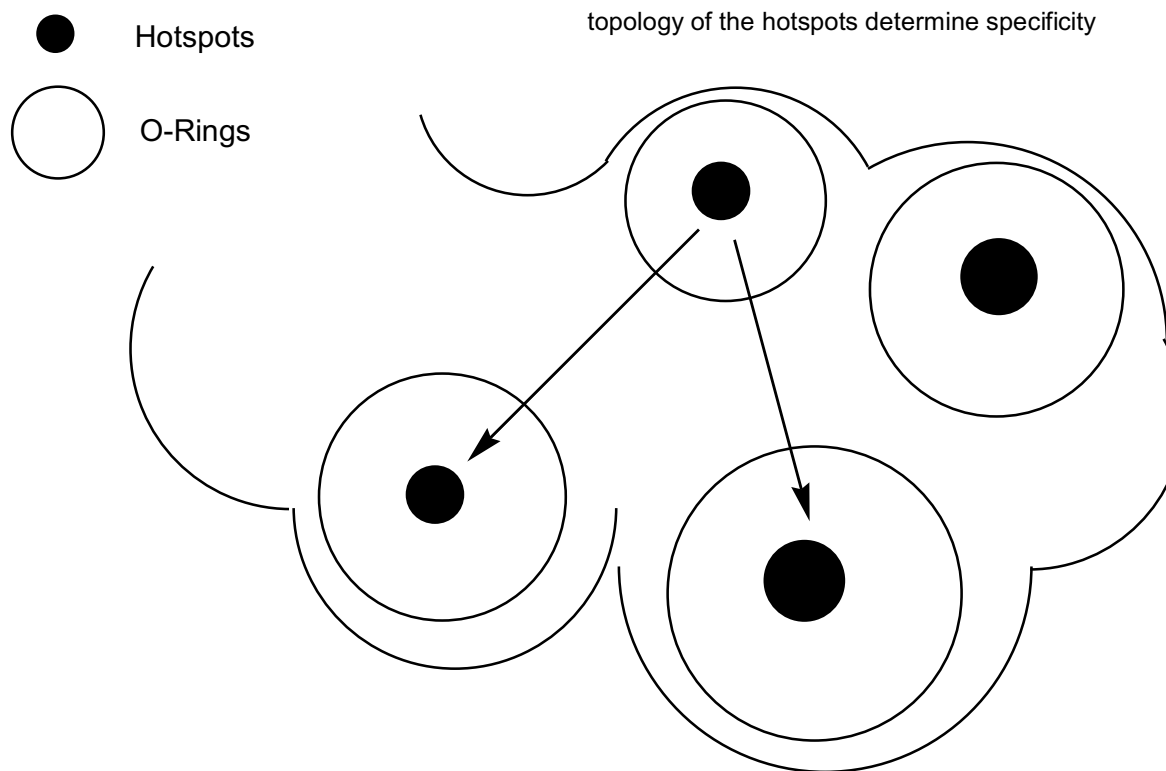 topology of the hotspots determine specificity
Hotspots
O-Rings